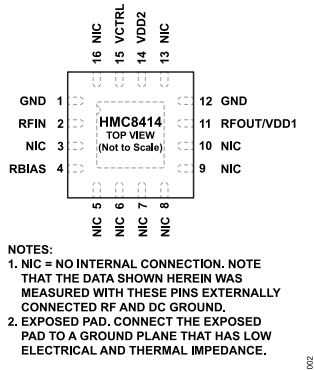 16 NIC
15 VCTRL
14 VDD2
13 NIC
GND 1
RFIN 2
NIC 3
RBIAS 4
HMC8414
TOP VIEW
(Not to Scale)
12 GND
11 RFOUT/VDD1
10 NIC
9 NIC
NIC 5
NIC 6
NIC 7
NIC 8
NOTES:
1. NIC = NO INTERNAL CONNECTION. NOTE
THAT THE DATA SHOWN HEREIN WAS
MEASURED WITH THESE PINS EXTERNALLY
CONNECTED RF AND DC GROUND.
2. EXPOSED PAD. CONNECT THE EXPOSED
PAD TO A GROUND PLANE THAT HAS LOW
ELECTRICAL AND THERMAL IMPEDANCE.
002